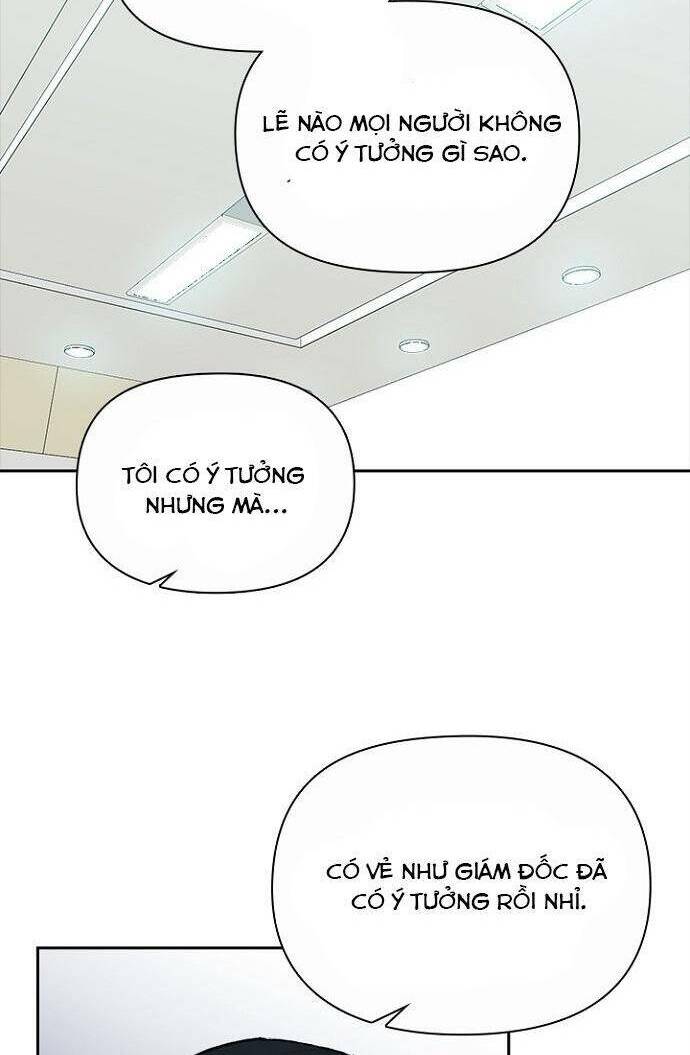 LẼ NÀO MỌI NGƯỜI KHÔNG
CÓ Ý TƯỞNG GÌ SAO.
TÔI CÓ Ý TƯỞNG
NHƯNG MÀ...
CÓ VẺ NHƯ GIÁM ĐỐC ĐÃ
CÓ Ý TƯỞNG RỒI NHỈ.